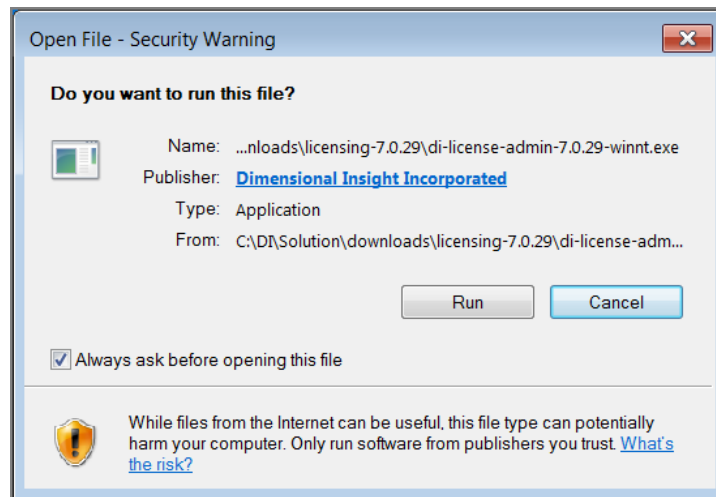 Open File - Security Warning
Do you want to run this file?
Name: ...nloads\licensing-7.0.29\di-license-admin-7.0.29-winnt.exe
Publisher: Dimensional Insight Incorporated
Type: Application
From: C:\DI\Solution\downloads\licensing-7.0.29\di-license-adm...
Run Cancel
Always ask before opening this file
While files from the Internet can be useful, this file type can potentially
harm your computer. Only run software from publishers you trust. What's
the risk?